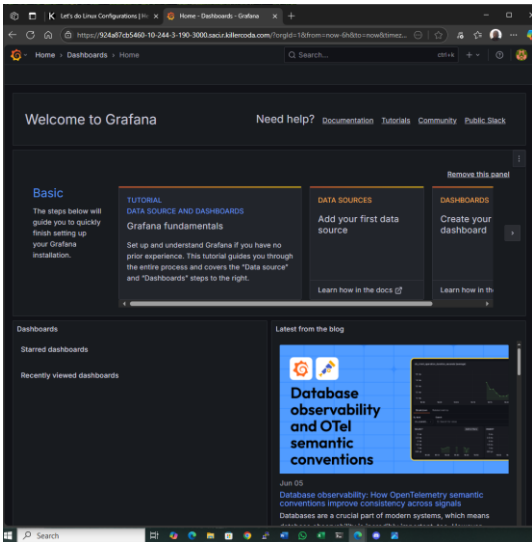 Let's do Linux Configurations | Ho
Home - Dashboards - Grafana
https://924a87cb5460-10-244-3-190-3000.sacir.killercoda.com/?orgId=1&from=now-6h&to=now&timez...
Home > Dashboards > Home
Search...
ctrl+k
Welcome to Grafana
Need help?
Documentation
Tutorials
Community
Public Slack
Remove this panel
Basic
The steps below will
guide you to quickly
finish setting up
your Grafana
installation.
TUTORIAL
DATA SOURCE AND DASHBOARDS
Grafana fundamentals
Set up and understand Grafana if you have no
prior experience. This tutorial guides you through
the entire process and covers the "Data source"
and "Dashboards" steps to the right.
DATA SOURCES
Add your first data
source
Learn how in the docs
DASHBOARDS
Create your
dashboard
Learn how in th
Dashboards
Starred dashboards
Recently viewed dashboards
Latest from the blog
Database
observability
and OTel
semantic
conventions
Jun 05
Database observability: How OpenTelemetry semantic
conventions improve consistency across signals
Databases are a crucial part of modern systems, which means
Search